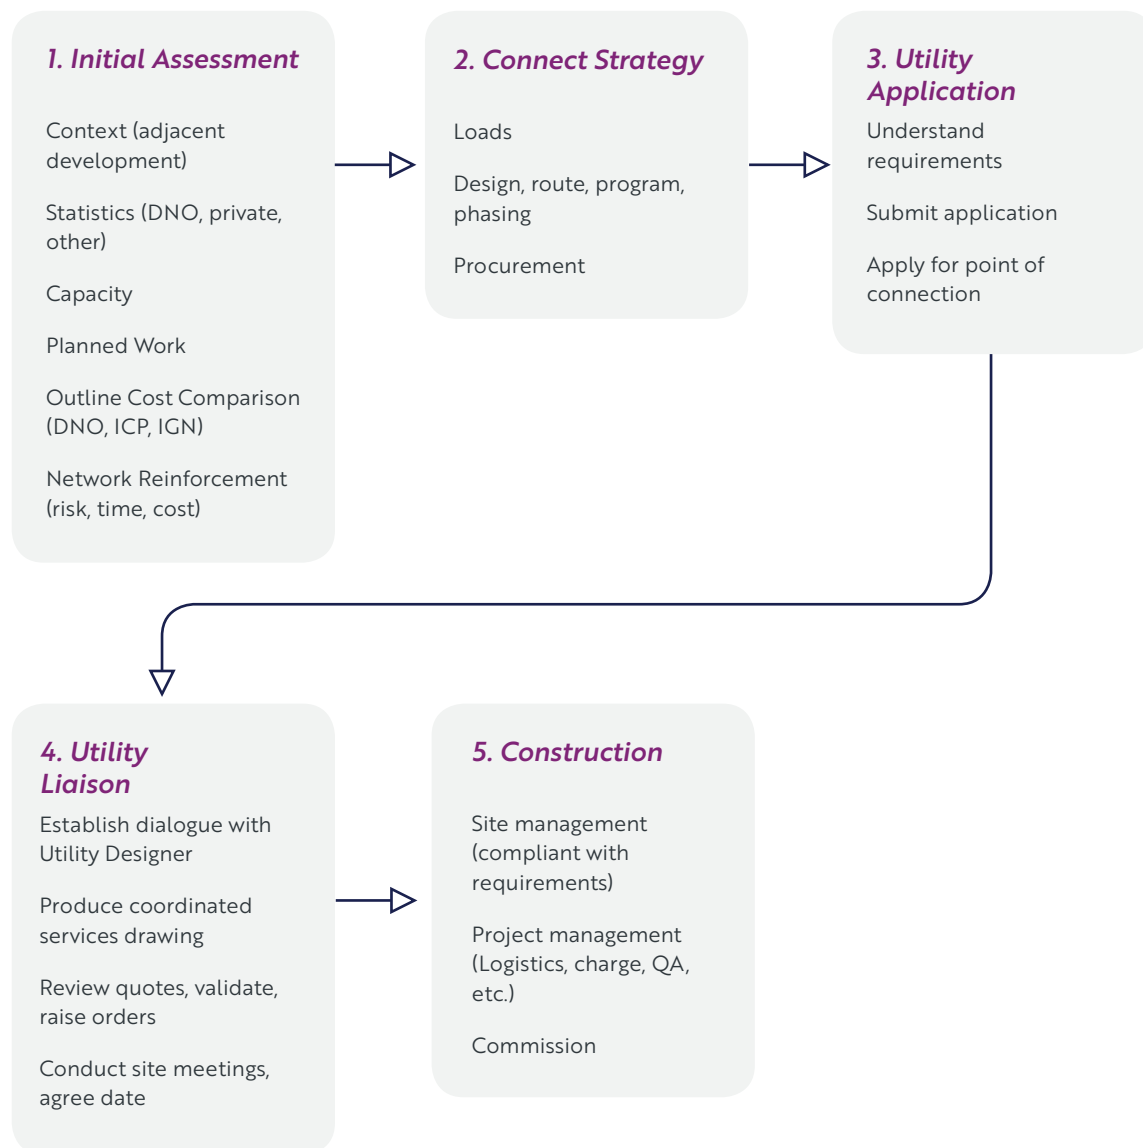 1. Initial Assessment
Context (adjacent
development)
Statistics (DNO, private,
other)
Capacity
Planned Work
Outline Cost Comparison
(DNO, ICP, IGN)
Network Reinforcement
(risk, time, cost)
2. Connect Strategy
Loads
Design, route, program,
phasing
Procurement
3. Utility
Application
Understand
requirements
Submit application
Apply for point of
connection
4. Utility
Liaison
Establish dialogue with
Utility Designer
Produce coordinated
services drawing
Review quotes, validate,
raise orders
Conduct site meetings,
agree date
5. Construction
Site management
(compliant with
requirements)
Project management
(Logistics, charge, QA,
etc.)
Commission